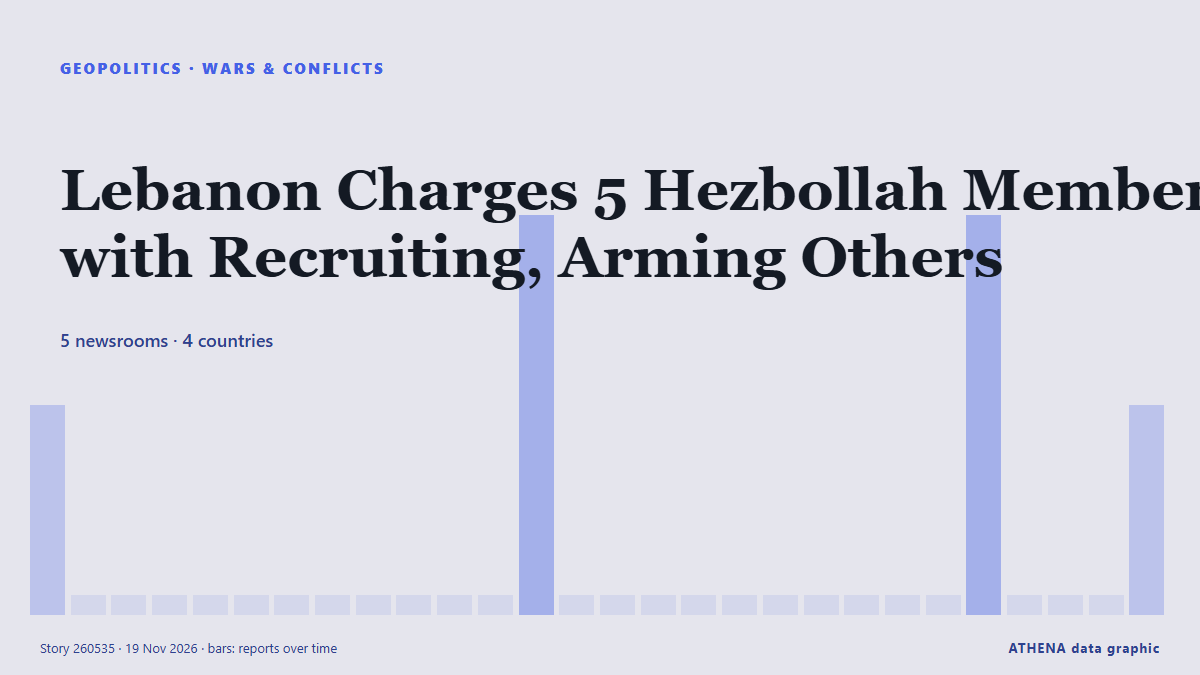 GEOPOLITICS · WARS & CONFLICTS
Lebanon Charges 5 Hezbollah Member
with Recruiting, Arming Others
5 newsrooms · 4 countries
Story 260535 · 19 Nov 2026 · bars: reports over time
ATHENA data graphic